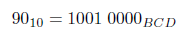 90₁₀ = 1001 0000_BCD